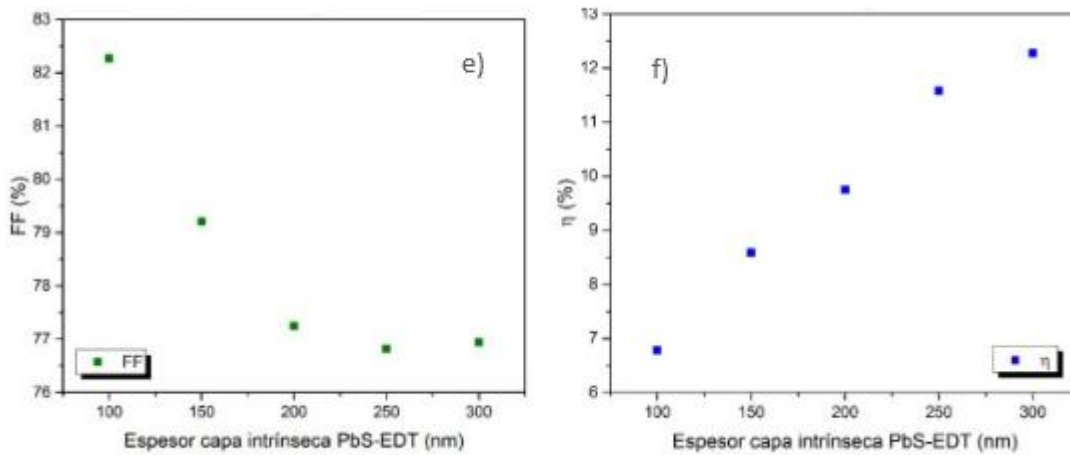 83
82
81
80
79
78
77
76
FF (%)
e)
FF
100 150 200 250 300
Espesor capa intrínseca PbS-EDT (nm)
13
12
11
10
9
8
7
6
η (%)
f)
η
100 150 200 250 300
Espesor capa intrínseca PbS-EDT (nm)